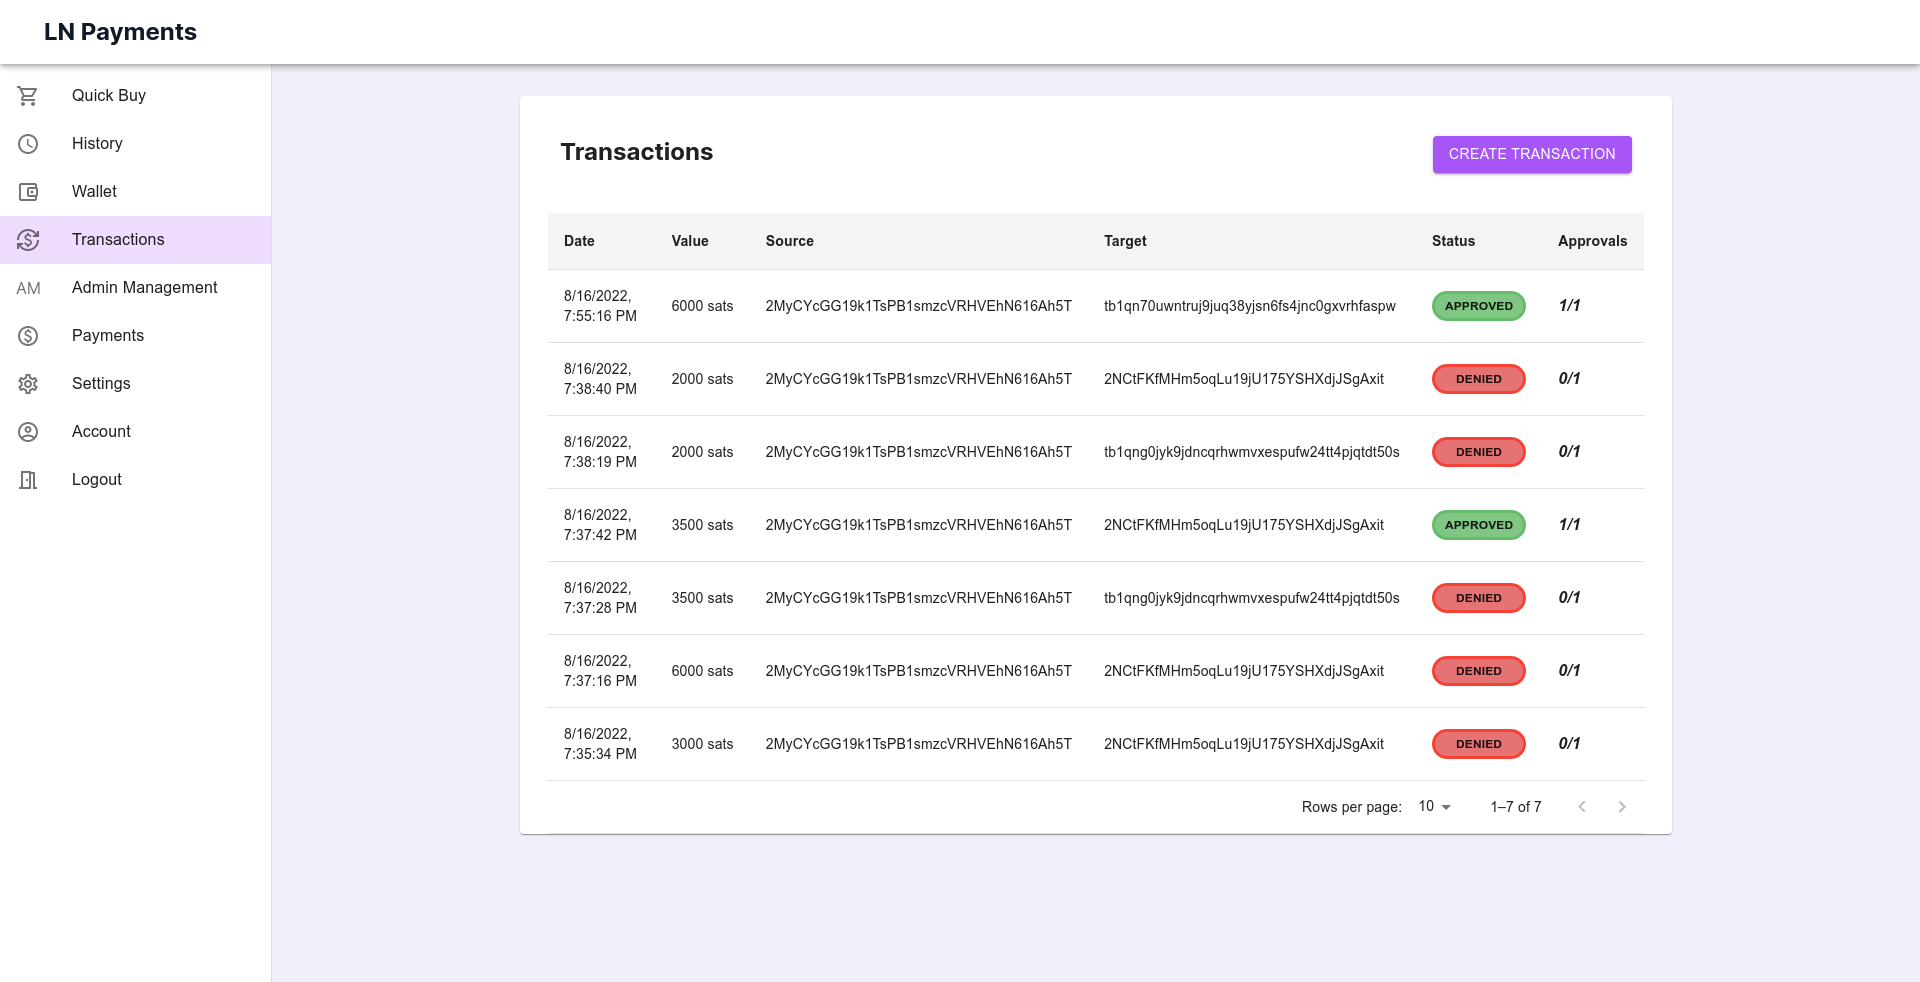 LN Payments
Quick Buy
History
Wallet
Transactions
AM Admin Management
Payments
Settings
Account
Logout
Transactions
CREATE TRANSACTION
Date Value Source Target Status Approvals
8/16/2022,
7:55:16 PM 6000 sats 2MyCYcGG19k1TsPB1smzcVRHVEhN616Ah5T tb1qn70uwntruj9juq38yjsn6fs4jnc0gxvrhfaspw APPROVED 1/1
8/16/2022,
7:38:40 PM 2000 sats 2MyCYcGG19k1TsPB1smzcVRHVEhN616Ah5T 2NCtFKfMHm5oqLu19jU175YSHXdjJSgAxit DENIED 0/1
8/16/2022,
7:38:19 PM 2000 sats 2MyCYcGG19k1TsPB1smzcVRHVEhN616Ah5T tb1qng0jyk9jdncqrhwmvxespufw24tt4pjqtdt50s DENIED 0/1
8/16/2022,
7:37:42 PM 3500 sats 2MyCYcGG19k1TsPB1smzcVRHVEhN616Ah5T 2NCtFKfMHm5oqLu19jU175YSHXdjJSgAxit APPROVED 1/1
8/16/2022,
7:37:28 PM 3500 sats 2MyCYcGG19k1TsPB1smzcVRHVEhN616Ah5T tb1qng0jyk9jdncqrhwmvxespufw24tt4pjqtdt50s DENIED 0/1
8/16/2022,
7:37:16 PM 6000 sats 2MyCYcGG19k1TsPB1smzcVRHVEhN616Ah5T 2NCtFKfMHm5oqLu19jU175YSHXdjJSgAxit DENIED 0/1
8/16/2022,
7:35:34 PM 3000 sats 2MyCYcGG19k1TsPB1smzcVRHVEhN616Ah5T 2NCtFKfMHm5oqLu19jU175YSHXdjJSgAxit DENIED 0/1
Rows per page: 10 1–7 of 7